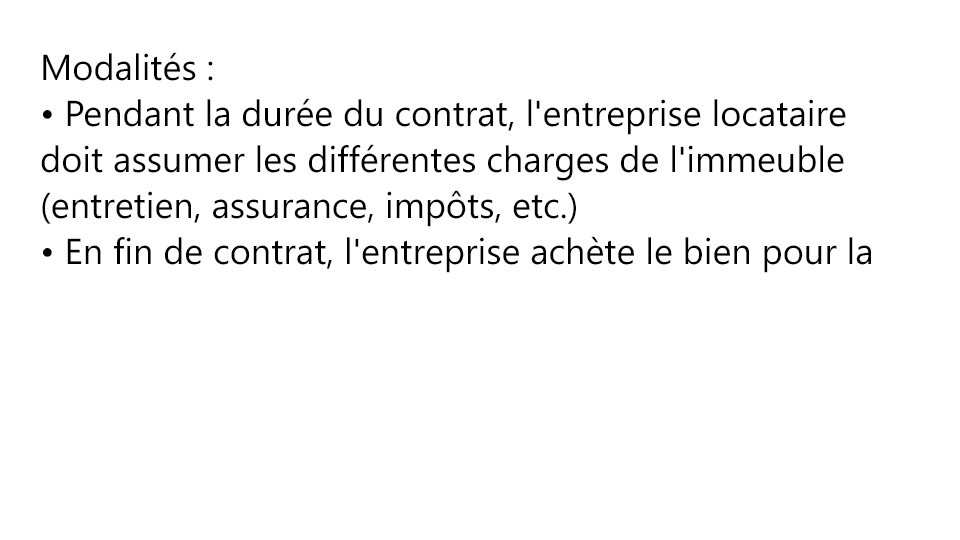 Modalités :
• Pendant la durée du contrat, l'entreprise locataire
doit assumer les différentes charges de l'immeuble
(entretien, assurance, impôts, etc.)
• En fin de contrat, l'entreprise achète le bien pour la